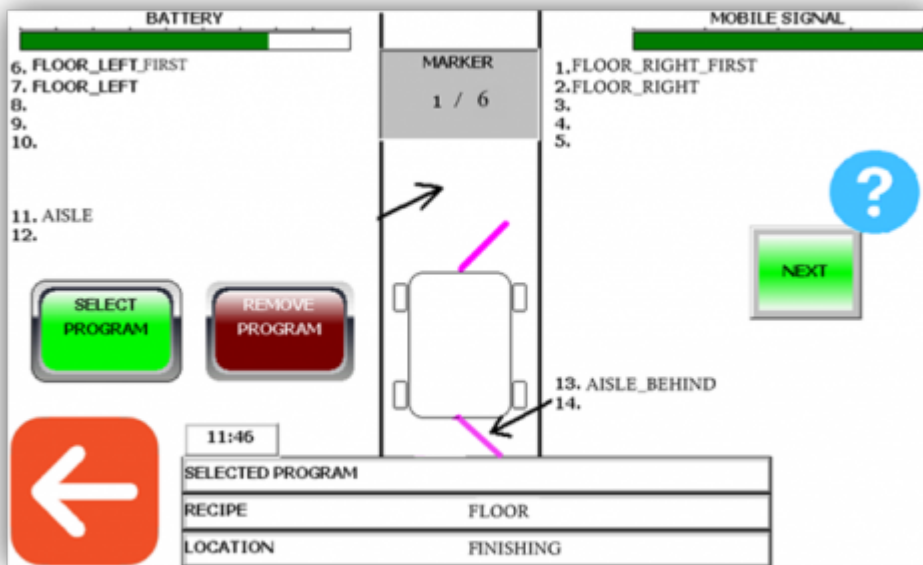 BATTERY
MOBILE SIGNAL
6. FLOOR_LEFT_FIRST
7. FLOOR_LEFT
8.
9.
10.
MARKER
1 / 6
1.FLOOR_RIGHT_FIRST
2.FLOOR_RIGHT
3.
4.
5.
11. AISLE
12.
?
SELECT
PROGRAM
REMOVE
PROGRAM
NEXT
13. AISLE_BEHIND
14.
11:46
SELECTED PROGRAM
RECIPE FLOOR
LOCATION FINISHING